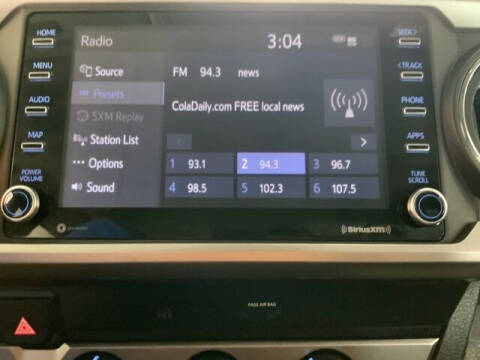 HOME
MENU
AUDIO
MAP
POWER
VOLUME
Radio 3:04
Source
Presets
SXM Replay
Station List
Options
Sound
FM 94.3 news
ColaDaily.com FREE local news
< >
1 93.1 2 94.3 3 96.7
4 98.5 5 102.3 6 107.5
SEEK>
<TRACK
PHONE
APPS
TUNE
SCROLL
((SiriusXM))
PASS AIR BAG